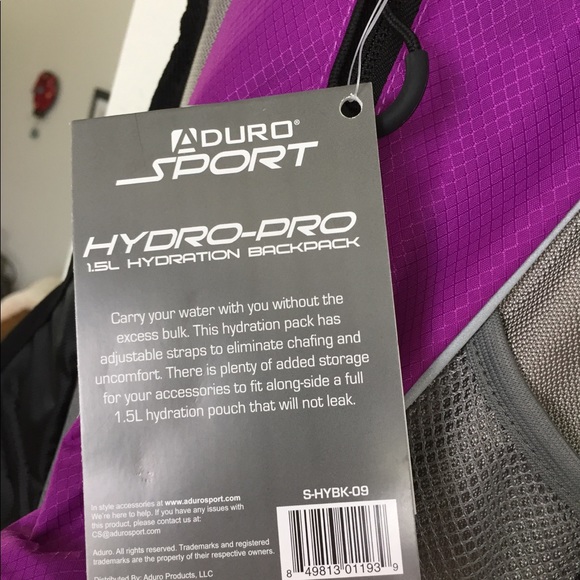 ADURO®
SPORT
HYDRO-PRO
1.5L HYDRATION BACKPACK
Carry your water with you without the
excess bulk. This hydration pack has
adjustable straps to eliminate chafing and
uncomfort. There is plenty of added storage
for your accessories to fit along-side a full
1.5L hydration pouch that will not leak.
In style accessories at www.adurosport.com
We're here to help. If you have any issues with
this product, please contact us at:
CS@adurosport.com
Aduro. All rights reserved. Trademarks and registered
trademarks are the property of their respective owners.
Distributed By: Aduro Products, LLC
S-HYBK-09
8 49813 01193 9